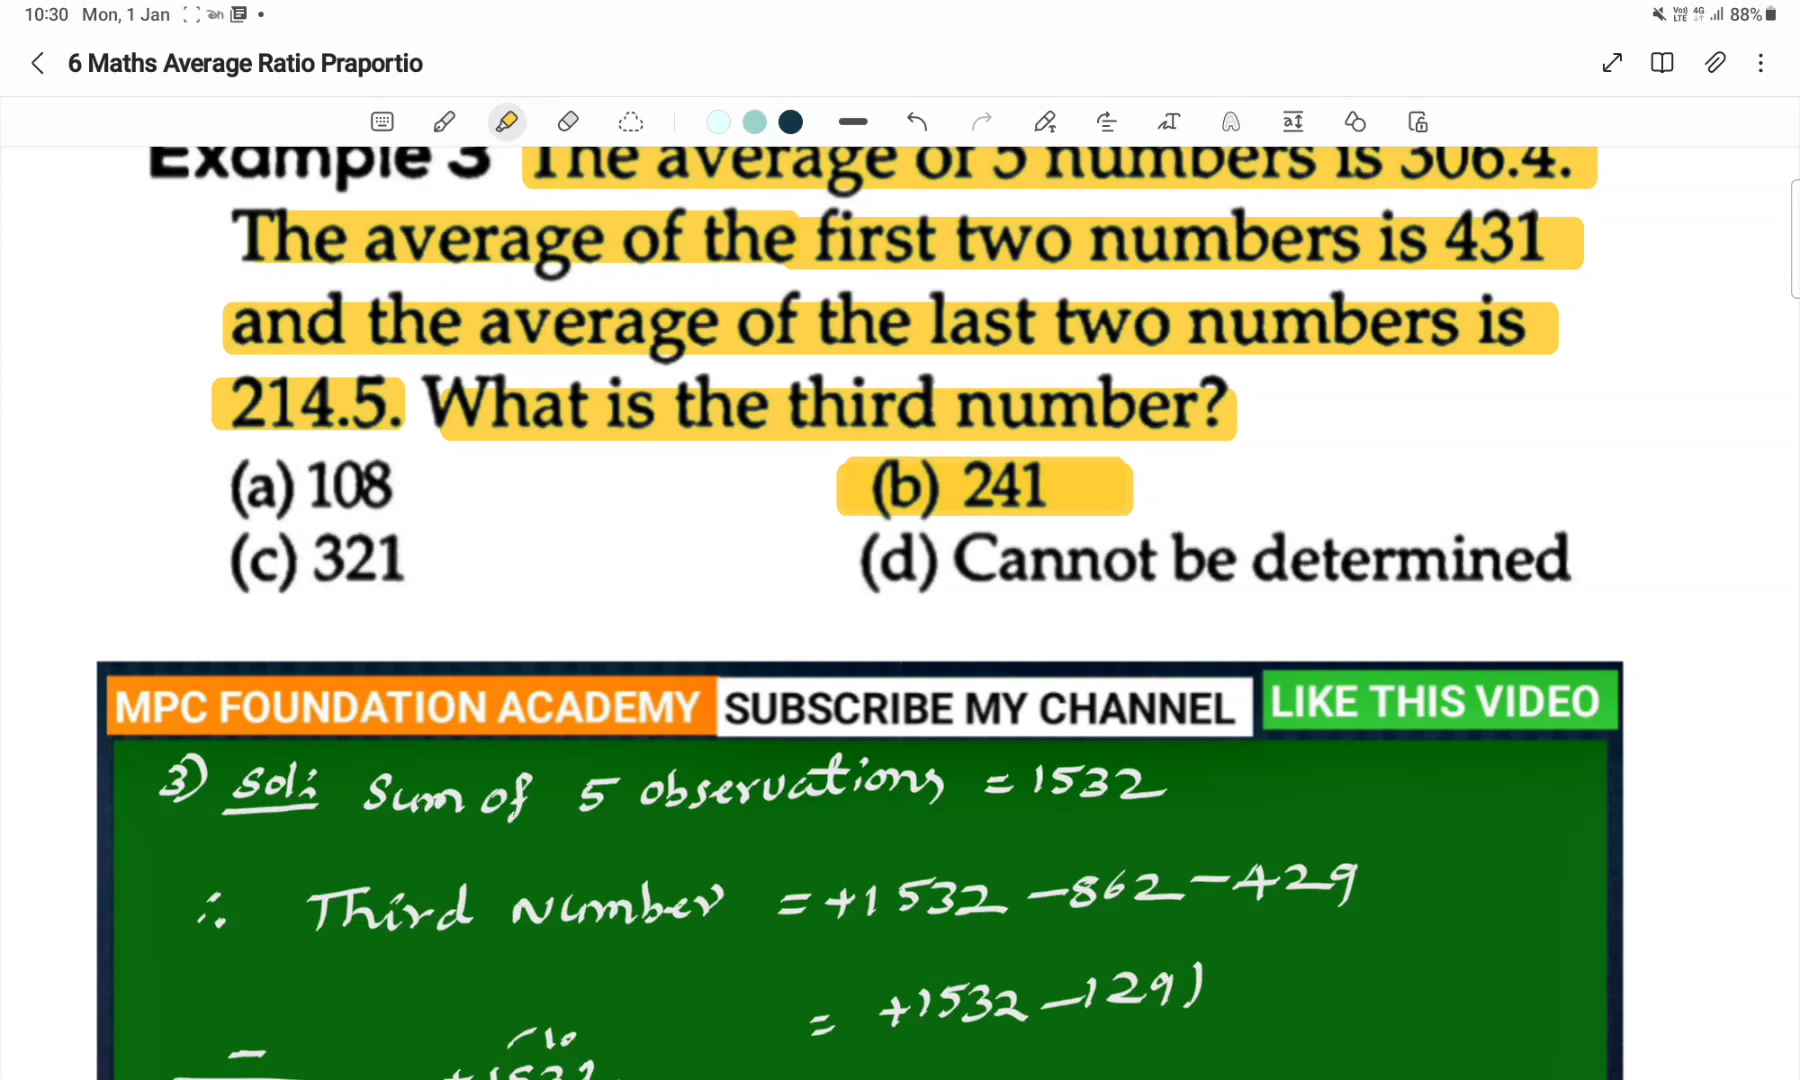 10:30 Mon, 1 Jan
VoLTE 4G 88%
6 Maths Average Ratio Praportio
Example 3 The average of 5 numbers is 306.4.
The average of the first two numbers is 431
and the average of the last two numbers is
214.5. What is the third number?
(a) 108 (b) 241
(c) 321 (d) Cannot be determined
MPC FOUNDATION ACADEMY SUBSCRIBE MY CHANNEL LIKE THIS VIDEO
3) Sol: Sum of 5 observations = 1532
∴ Third Number = +1532 -862 -429
= +1532 -1291
+1532